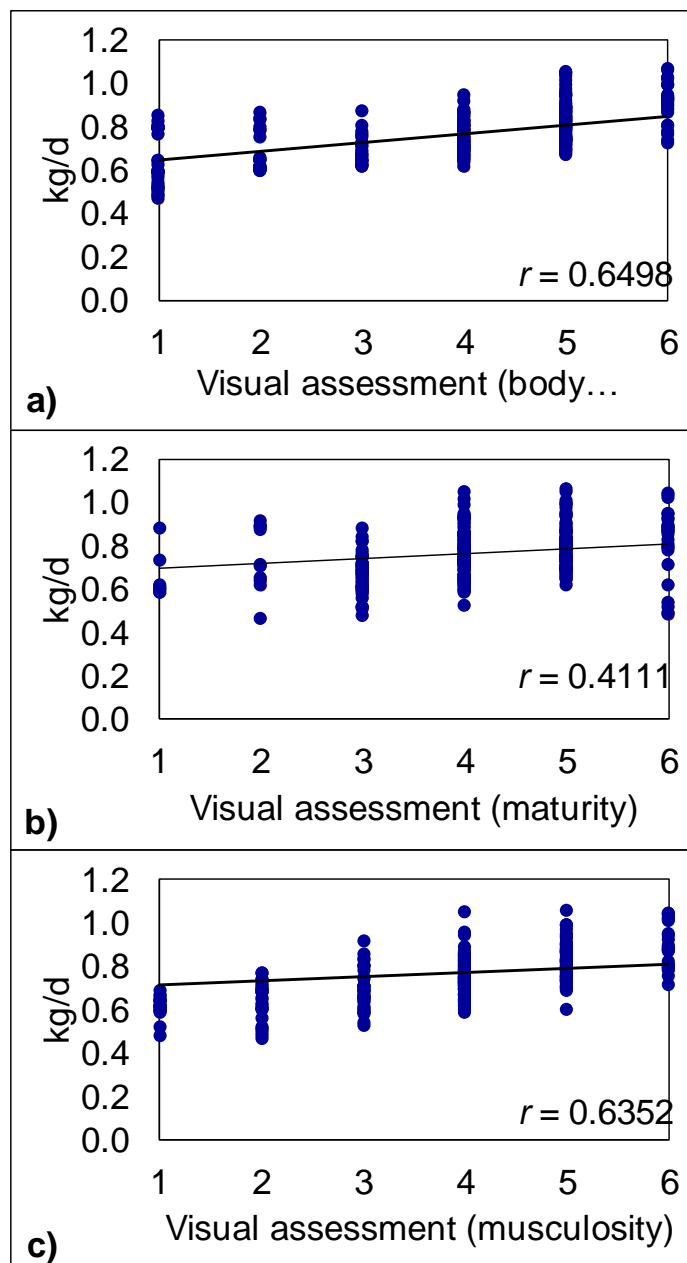 1.2
1.0
0.8
0.6
0.4
0.2
0.0
kg/d
r = 0.6498
1 2 3 4 5 6
Visual assessment (body…
a)
1.2
1.0
0.8
0.6
0.4
0.2
0.0
kg/d
r = 0.4111
1 2 3 4 5 6
Visual assessment (maturity)
b)
1.2
1.0
0.8
0.6
0.4
0.2
0.0
kg/d
r = 0.6352
1 2 3 4 5 6
Visual assessment (musculosity)
c)